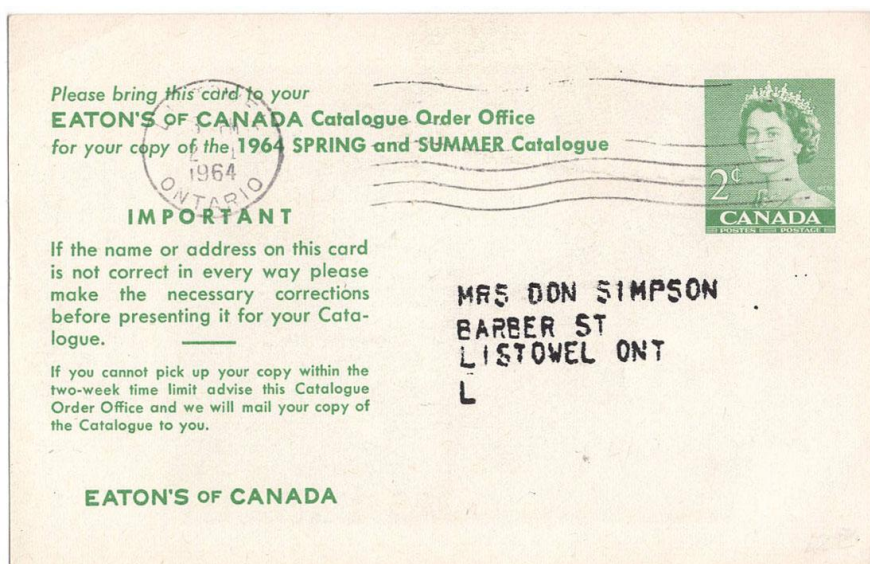 Please bring this card to your
EATON'S OF CANADA Catalogue Order Office
for your copy of the 1964 SPRING and SUMMER Catalogue
1964
ONTARIO
2¢
CANADA
POSTES POSTAGE
IMPORTANT
If the name or address on this card
is not correct in every way please
make the necessary corrections
before presenting it for your Cata-
logue.
If you cannot pick up your copy within the
two-week time limit advise this Catalogue
Order Office and we will mail your copy of
the Catalogue to you.
EATON'S OF CANADA
MRS DON SIMPSON
BARBER ST
LISTOWEL ONT
L